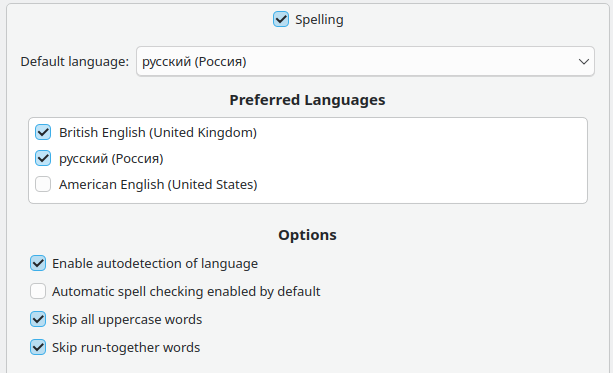 Spelling
Default language: русский (Россия)
Preferred Languages
British English (United Kingdom)
русский (Россия)
American English (United States)
Options
Enable autodetection of language
Automatic spell checking enabled by default
Skip all uppercase words
Skip run-together words